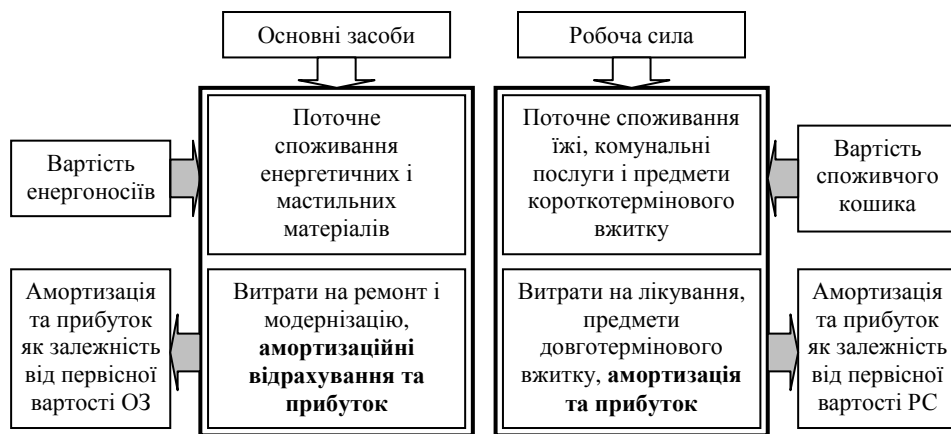 Основні засоби
Робоча сила
Вартість
енергоносіїв
Поточне
споживання
енергетичних і
мастильних
матеріалів
Поточне споживання
їжі, комунальні
послуги і предмети
короткотермінового
вжитку
Вартість
споживчого
кошика
Амортизація
та прибуток
як залежність
від первісної
вартості ОЗ
Витрати на ремонт і
модернізацію,
амортизаційні
відрахування та
прибуток
Витрати на лікування,
предмети
довготермінового
вжитку, амортизація
та прибуток
Амортизація
та прибуток
як залежність
від первісної
вартості РС